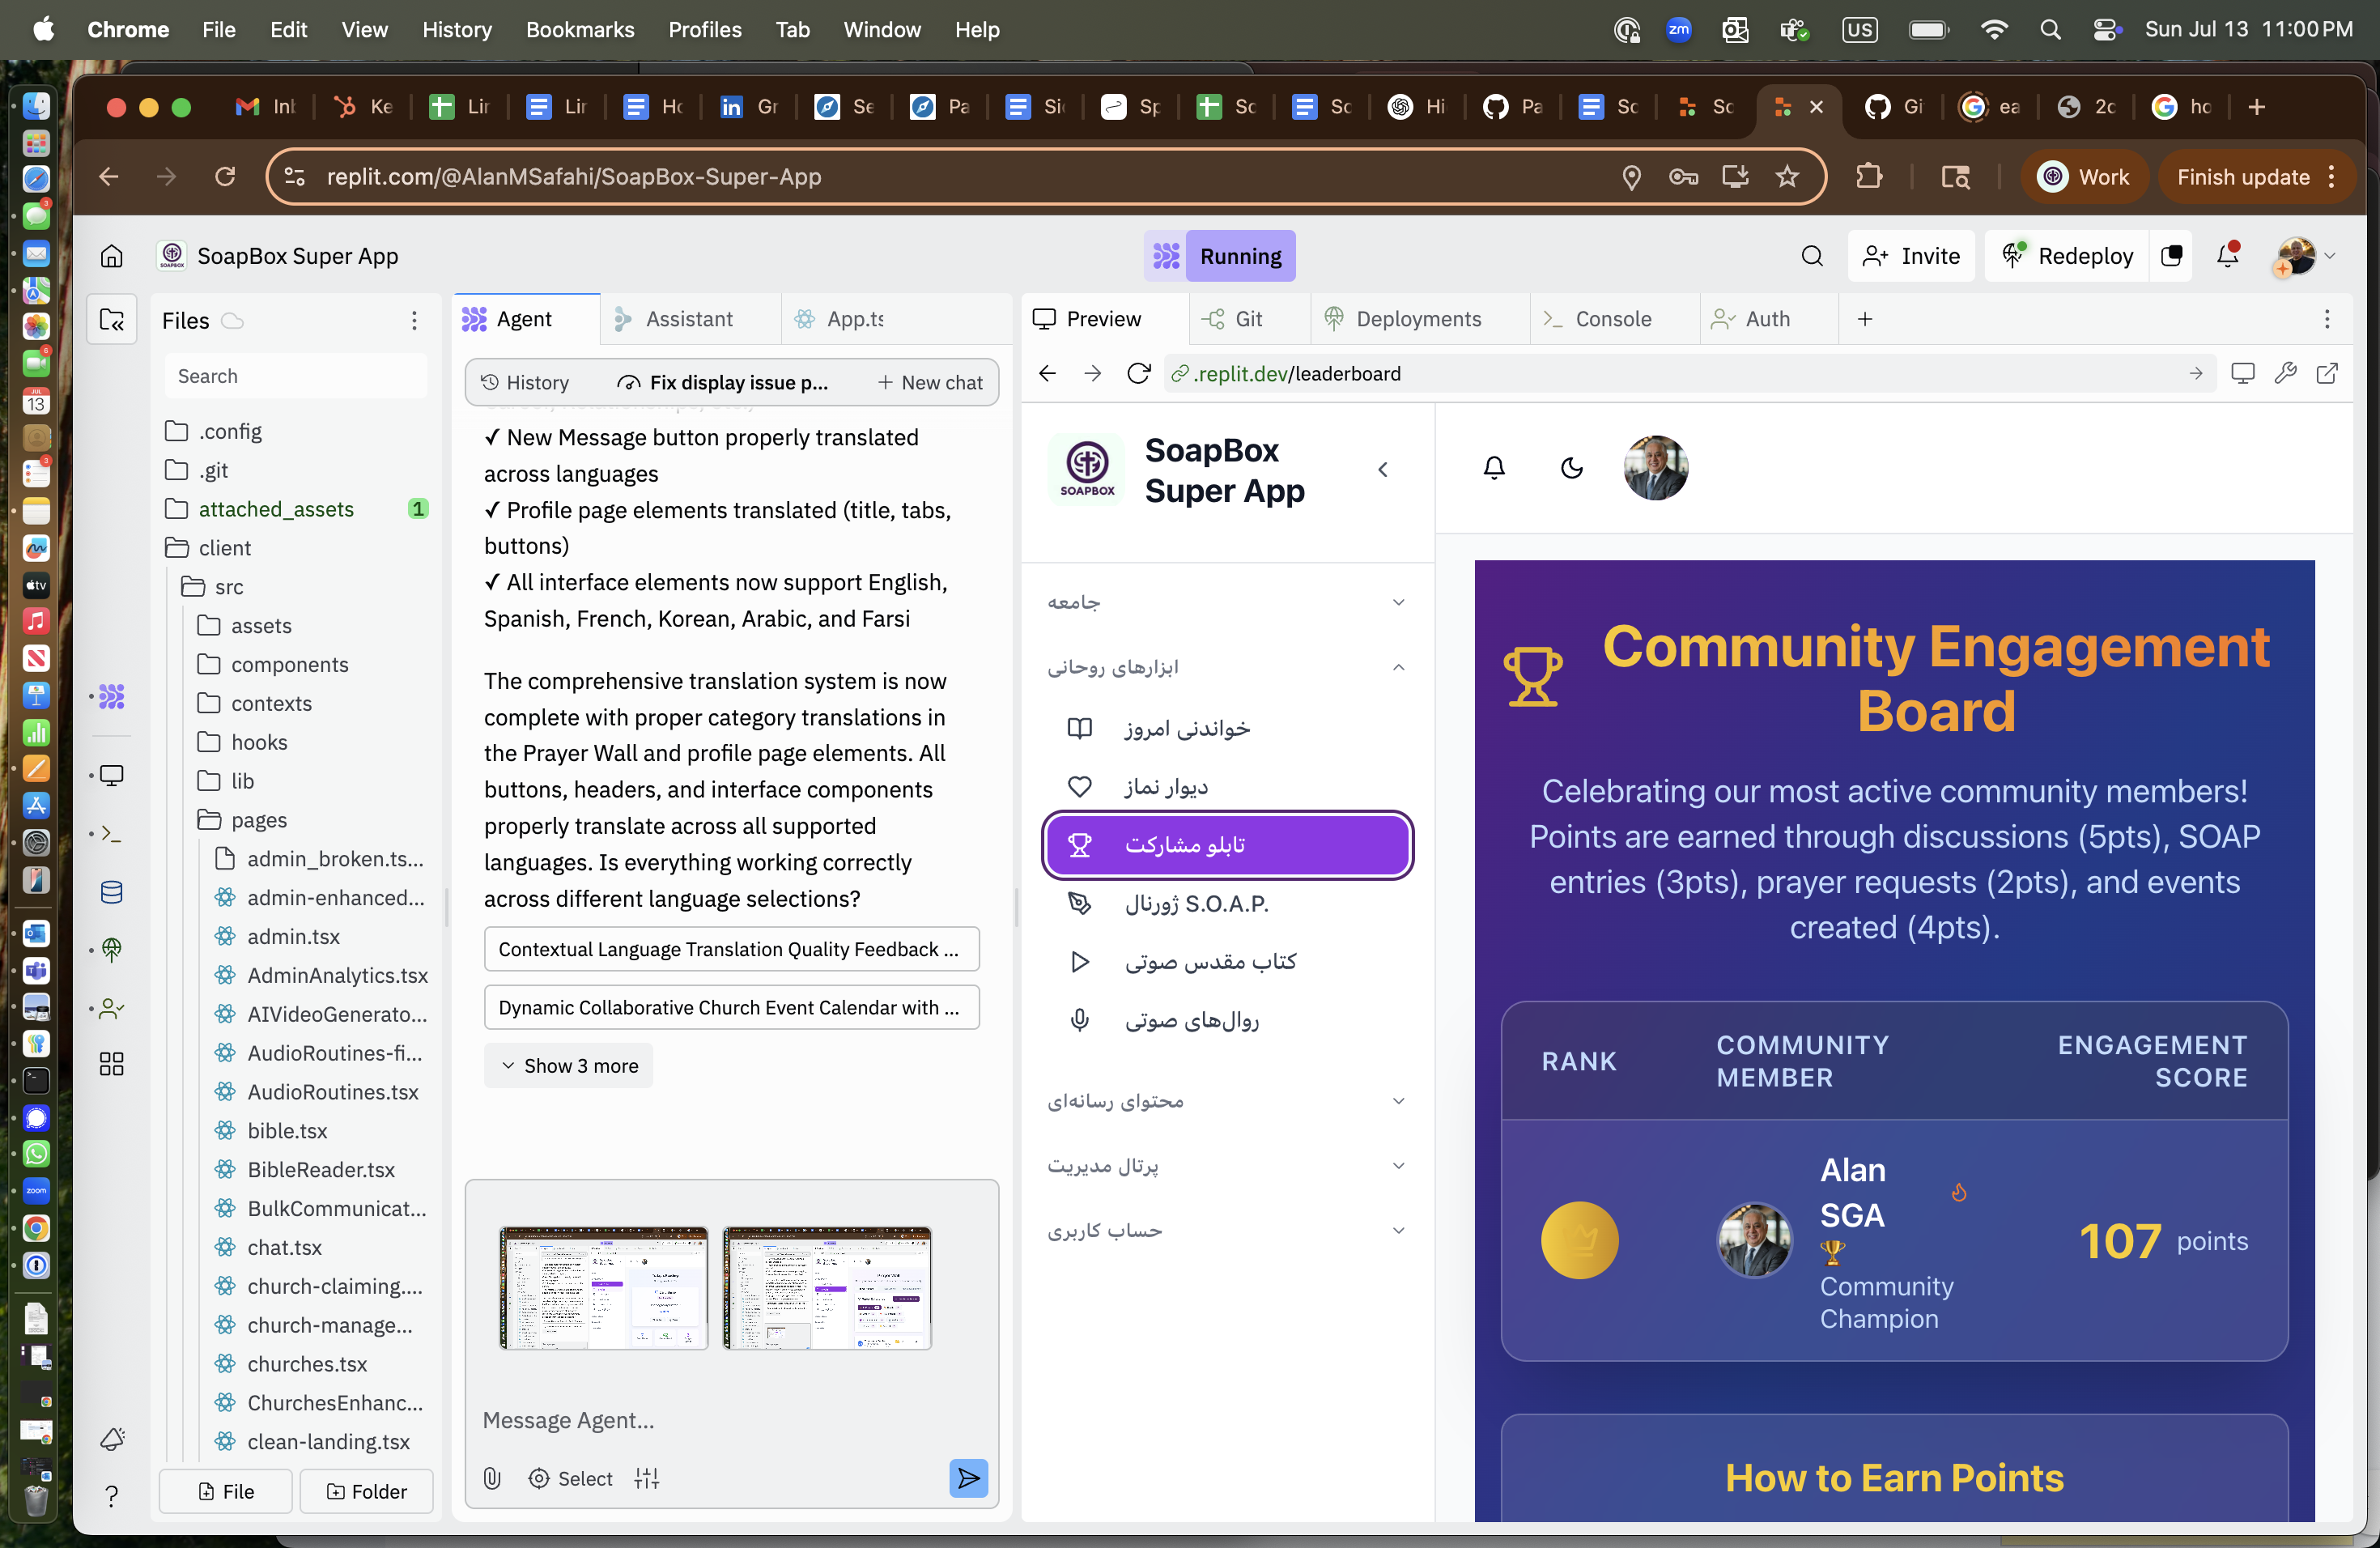 Chrome File Edit View History Bookmarks Profiles Tab Window Help
zm US Sun Jul 13 11:00 PM
Ke Lir Lir Hc Gr Se Pa Sp Sc Sc Hi Pa Sc Sc Gi ea 2c hc
replit.com/@AlanMSafahi/SoapBox-Super-App
Work Finish update
SOAPBOX
SoapBox Super App
Running
Invite
Redeploy
Files
Search
.config
.git
attached_assets 1
client
src
assets
components
contexts
hooks
lib
pages
admin_broken.ts...
admin-enhanced...
admin.tsx
AdminAnalytics.tsx
AIVideoGenerato...
AudioRoutines-fi...
AudioRoutines.tsx
bible.tsx
BibleReader.tsx
BulkCommunicat...
chat.tsx
church-claiming....
church-manage...
churches.tsx
ChurchesEnhanc...
clean-landing.tsx
File
Folder
Agent
Assistant
App.ts
History
Fix display issue p...
New chat
✓ New Message button properly translated
across languages
✓ Profile page elements translated (title, tabs,
buttons)
✓ All interface elements now support English,
Spanish, French, Korean, Arabic, and Farsi
The comprehensive translation system is now
complete with proper category translations in
the Prayer Wall and profile page elements. All
buttons, headers, and interface components
properly translate across all supported
languages. Is everything working correctly
across different language selections?
Contextual Language Translation Quality Feedback ...
Dynamic Collaborative Church Event Calendar with ...
Show 3 more
Message Agent...
Select
Preview
Git
Deployments
Console
Auth
.replit.dev/leaderboard
SOAPBOX
SoapBox
Super App
جامعه
ابزارهای روحانی
خواندنی امروز
دیوار نماز
تابلو مشارکت
ژورنال S.O.A.P.
کتاب مقدس صوتی
روال‌های صوتی
محتوای رسانه‌ای
پرتال مدیریت
حساب کاربری
Community Engagement
Board
Celebrating our most active community members!
Points are earned through discussions (5pts), SOAP
entries (3pts), prayer requests (2pts), and events
created (4pts).
RANK
COMMUNITY
MEMBER
ENGAGEMENT
SCORE
Alan
SGA
Community
Champion
107 points
How to Earn Points
JUL
13
tv
zoom